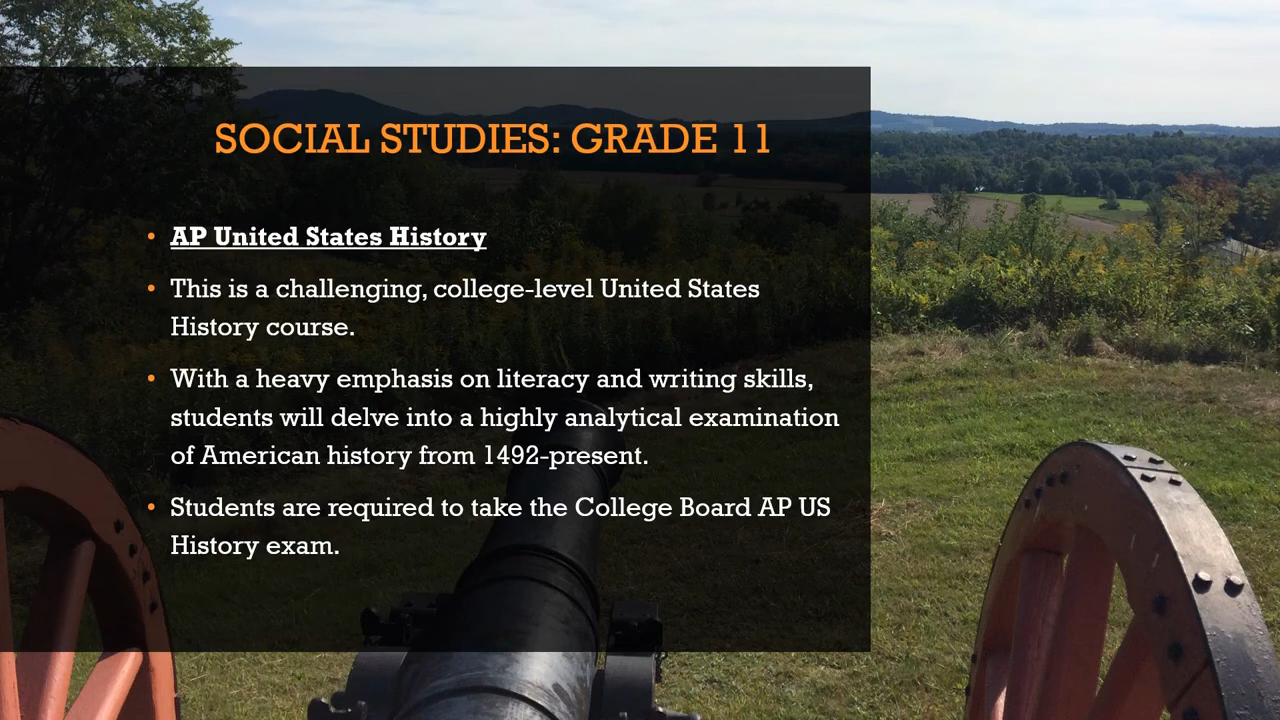 SOCIAL STUDIES: GRADE 11
• AP United States History
• This is a challenging, college-level United States
History course.
• With a heavy emphasis on literacy and writing skills,
students will delve into a highly analytical examination
of American history from 1492-present.
• Students are required to take the College Board AP US
History exam.